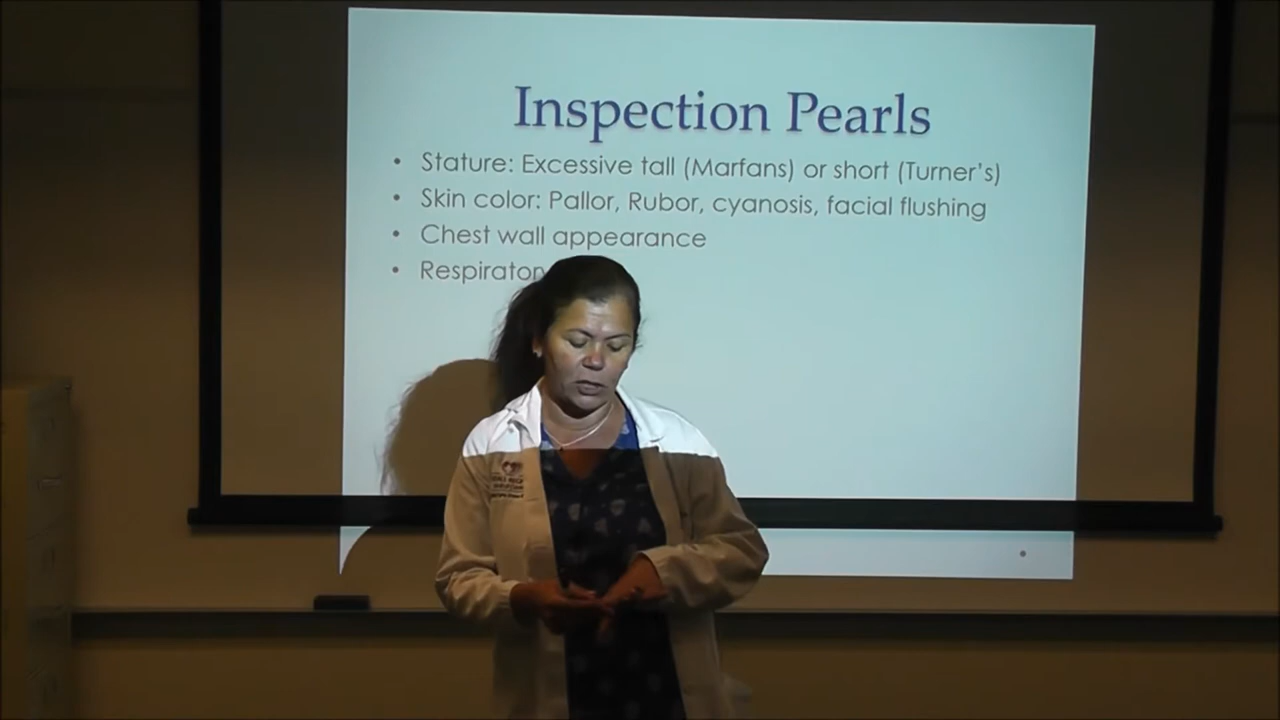 Inspection Pearls
• Stature: Excessive tall (Marfans) or short (Turner's)
• Skin color: Pallor, Rubor, cyanosis, facial flushing
• Chest wall appearance
• Respirator